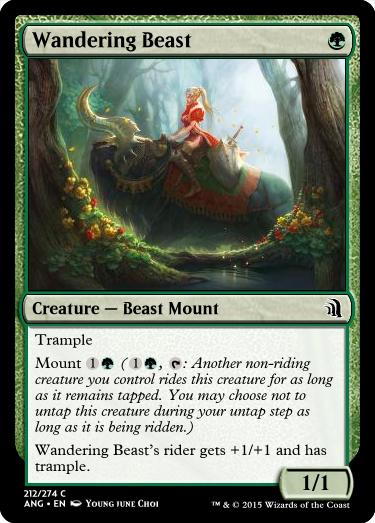 Wandering Beast
Creature — Beast Mount
Trample
Mount 1 (1, : Another non-riding
creature you control rides this creature for as long
as it remains tapped. You may choose not to
untap this creature during your untap step as
long as it is being ridden.)
Wandering Beast's rider gets +1/+1 and has
trample.
1/1
212/274 C
ANG • EN Young june Choi
™ & © 2015 Wizards of the Coast